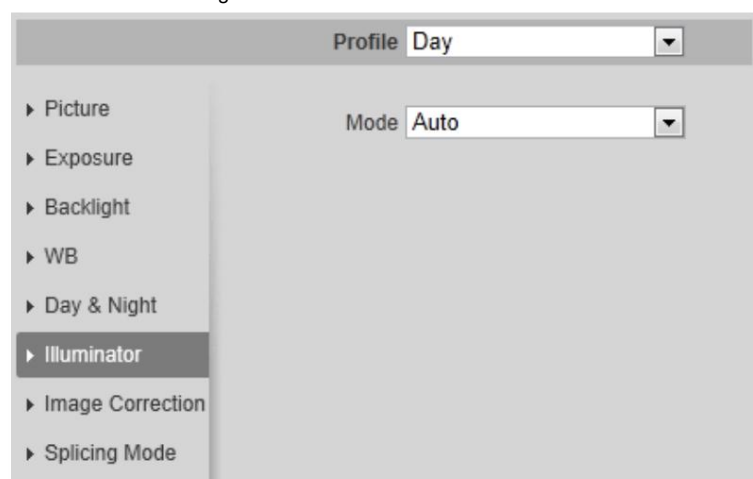 Profile Day
Mode Auto
Picture
Exposure
Backlight
WB
Day & Night
Illuminator
Image Correction
Splicing Mode